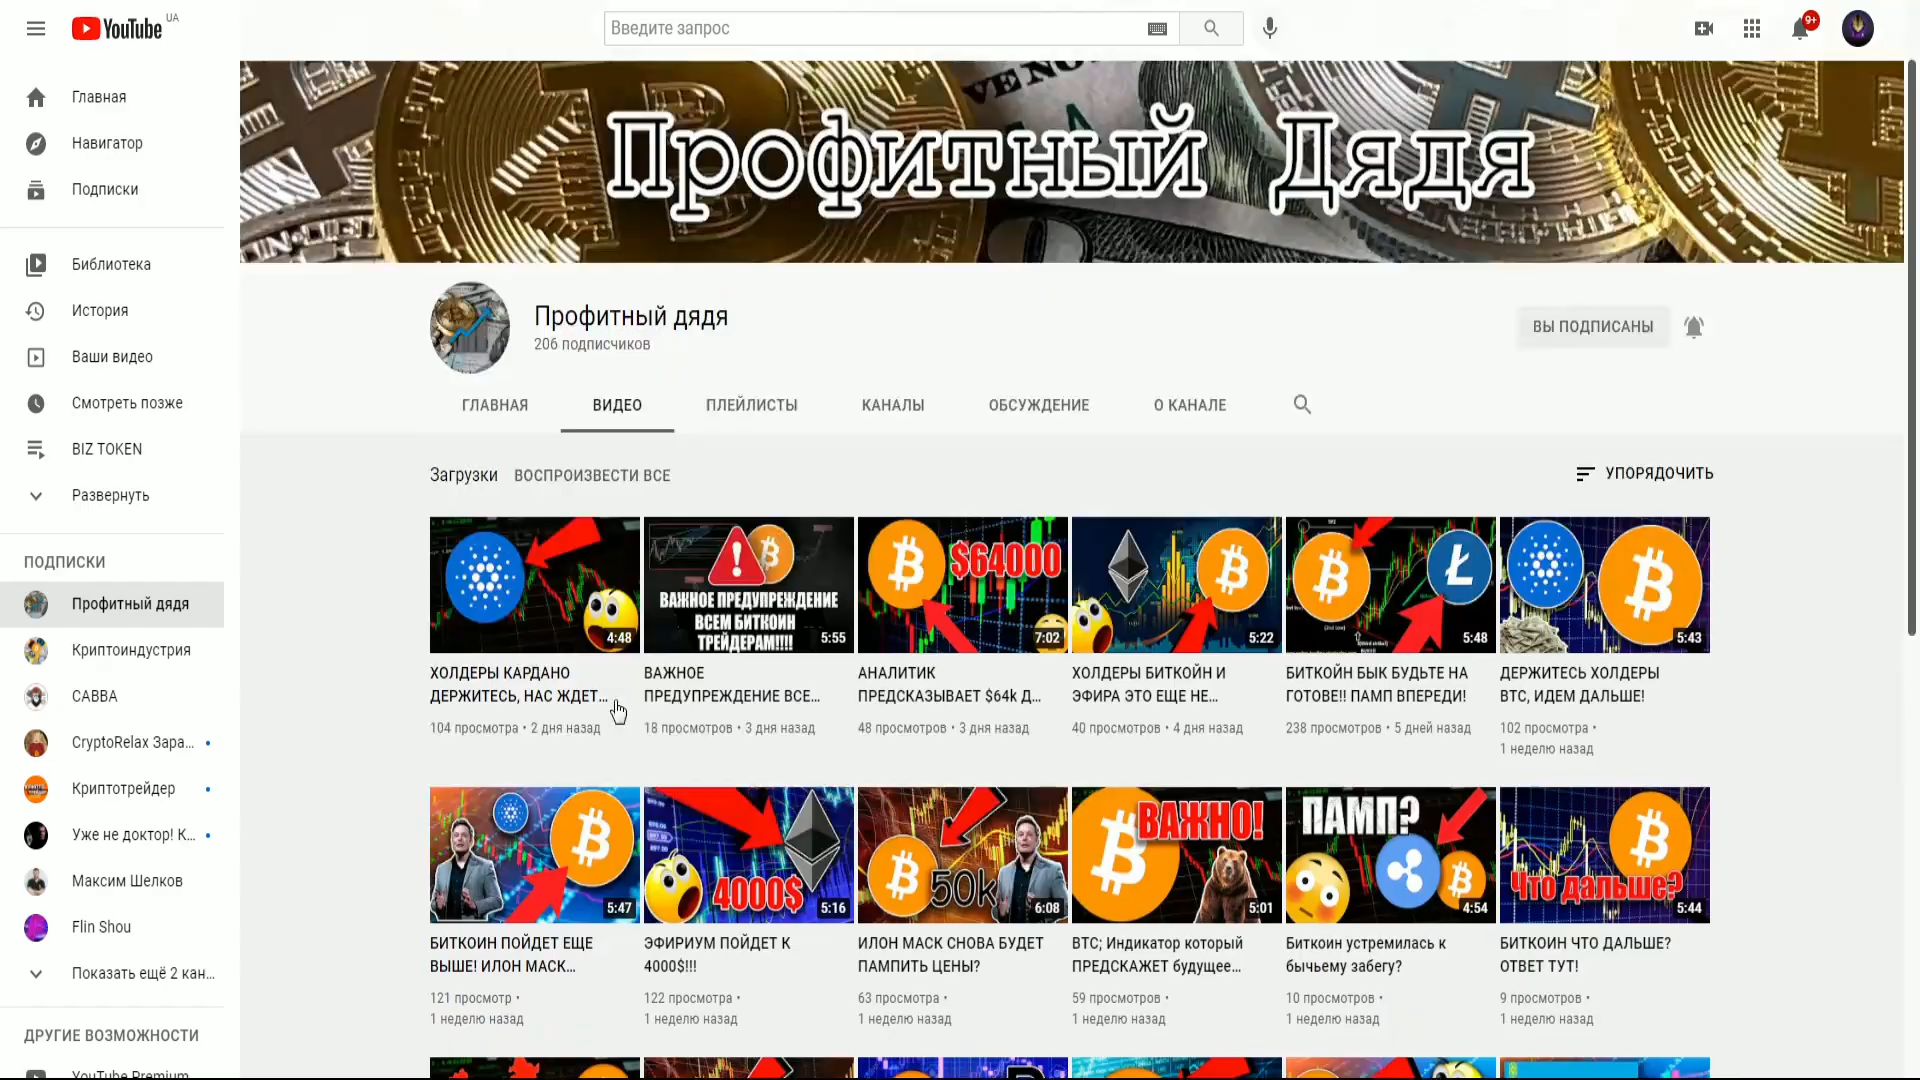 YouTube UA
Введите запрос
9+
Главная
Навигатор
Подписки
Библиотека
История
Ваши видео
Смотреть позже
BIZ TOKEN
Развернуть
ПОДПИСКИ
Профитный дядя
Криптоиндустрия
САВВА
CryptoRelax Зара...
Криптотрейдер
Уже не доктор! К...
Максим Шелков
Flin Shou
Показать ещё 2 кан...
ДРУГИЕ ВОЗМОЖНОСТИ
YouTube Premium
Профитный Дядя
Профитный дядя
206 подписчиков
ВЫ ПОДПИСАНЫ
ГЛАВНАЯ ВИДЕО ПЛЕЙЛИСТЫ КАНАЛЫ ОБСУЖДЕНИЕ О КАНАЛЕ
Загрузки ВОСПРОИЗВЕСТИ ВСЕ
УПОРЯДОЧИТЬ
4:48
ХОЛДЕРЫ КАРДАНО
ДЕРЖИТЕСЬ, НАС ЖДЕТ...
104 просмотра • 2 дня назад
ВАЖНОЕ ПРЕДУПРЕЖДЕНИЕ
ВСЕМ БИТКОИН
ТРЕЙДЕРАМ!!!!
5:55
ВАЖНОЕ
ПРЕДУПРЕЖДЕНИЕ ВСЕ...
18 просмотров • 3 дня назад
$64000
7:02
АНАЛИТИК
ПРЕДСКАЗЫВАЕТ $64k Д...
48 просмотров • 3 дня назад
5:22
ХОЛДЕРЫ БИТКОЙН И
ЭФИРА ЭТО ЕЩЕ НЕ...
40 просмотров • 4 дня назад
5:48
БИТКОЙН БЫК БУДЬТЕ НА
ГОТОВЕ!! ПАМП ВПЕРЕДИ!
238 просмотров • 5 дней назад
5:43
ДЕРЖИТЕСЬ ХОЛДЕРЫ
BTC, ИДЕМ ДАЛЬШЕ!
102 просмотра •
1 неделю назад
5:47
БИТКОИН ПОЙДЕТ ЕЩЕ
ВЫШЕ! ИЛОН МАСК...
121 просмотр •
1 неделю назад
4000$
5:16
ЭФИРИУМ ПОЙДЕТ К
4000$!!!
122 просмотра •
1 неделю назад
50k
6:08
ИЛОН МАСК СНОВА БУДЕТ
ПАМПИТЬ ЦЕНЫ?
63 просмотра •
1 неделю назад
ВАЖНО!
5:01
BTC; Индикатор который
ПРЕДСКАЖЕТ будущее...
59 просмотров •
1 неделю назад
ПАМП?
4:54
Биткоин устремилась к
бычьему забегу?
10 просмотров •
1 неделю назад
Что дальше?
5:44
БИТКОИН ЧТО ДАЛЬШЕ?
ОТВЕТ ТУТ!
9 просмотров •
1 неделю назад